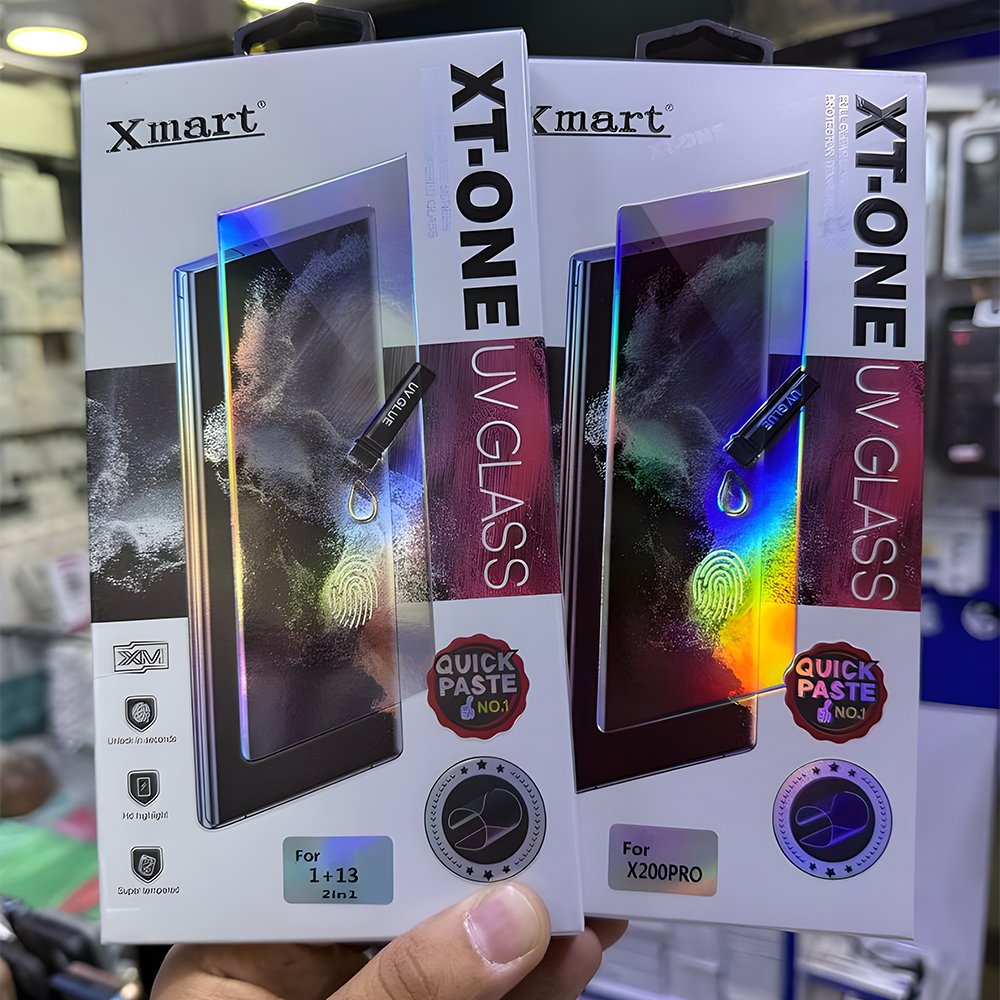 Xmart®
XT-ONE UV GLASS
UV GLUE
XM
Unlock in seconds
Hd highlight
Super tempered
QUICK
PASTE
NO.1
For
1+13
2in1
Xmart®
XT-ONE UV GLASS
UV GLUE
QUICK
PASTE
NO.1
For
X200PRO